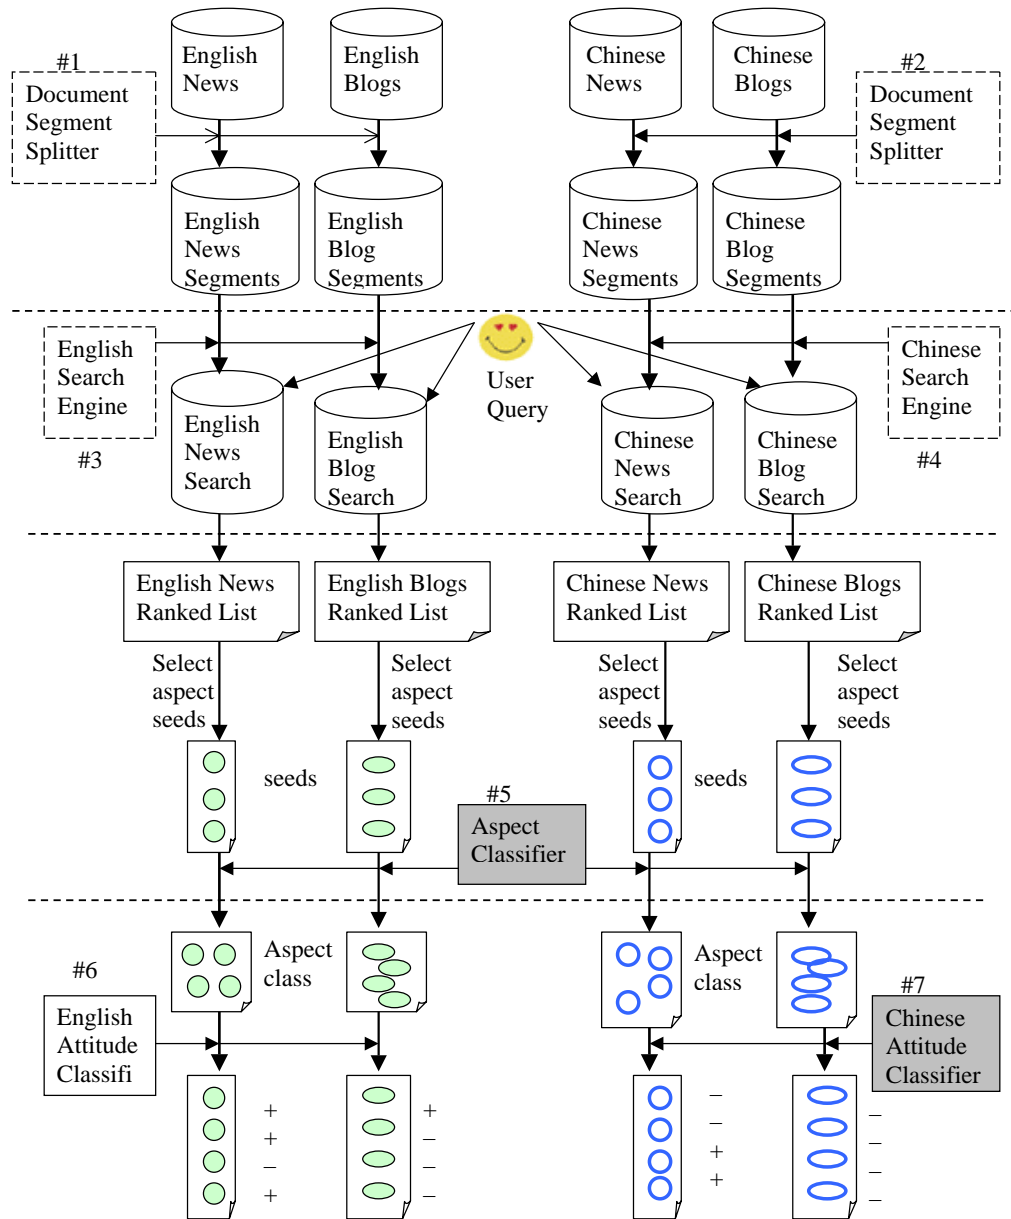 English
News
English
Blogs
Chinese
News
Chinese
Blogs
#1
Document
Segment
Splitter
#2
Document
Segment
Splitter
English
News
Segments
English
Blog
Segments
Chinese
News
Segments
Chinese
Blog
Segments
English
Search
Engine
#3
User
Query
Chinese
Search
Engine
#4
English
News
Search
English
Blog
Search
Chinese
News
Search
Chinese
Blog
Search
English News
Ranked List
English Blogs
Ranked List
Chinese News
Ranked List
Chinese Blogs
Ranked List
Select
aspect
seeds
Select
aspect
seeds
Select
aspect
seeds
Select
aspect
seeds
seeds
seeds
#5
Aspect
Classifier
Aspect
class
Aspect
class
#6
English
Attitude
Classifi
#7
Chinese
Attitude
Classifier
+
+
–
+
+
–
–
–
–
–
+
+
–
–
–
–